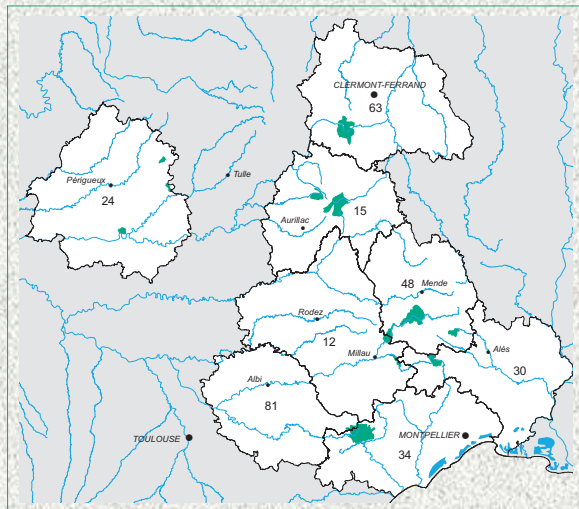 CLERMONT-FERRAND
63
Périgueux
Tulle
24
15
Aurillac
48
Mende
Rodez
12
Millau
Alès
30
Albi
81
TOULOUSE
MONTPELLIER
34